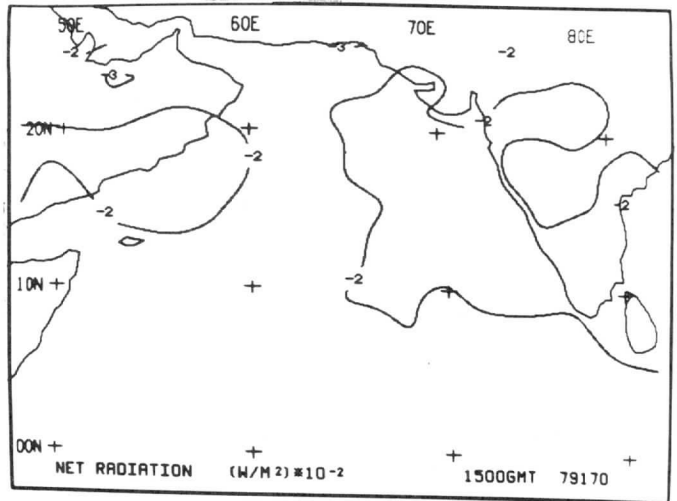 50E 60E 70E 80E
-2 -3 -2
-3
20N -2
-2
-2 -2
10N -2
00N
NET RADIATION (W/M²)*10⁻² 1500GMT 79170